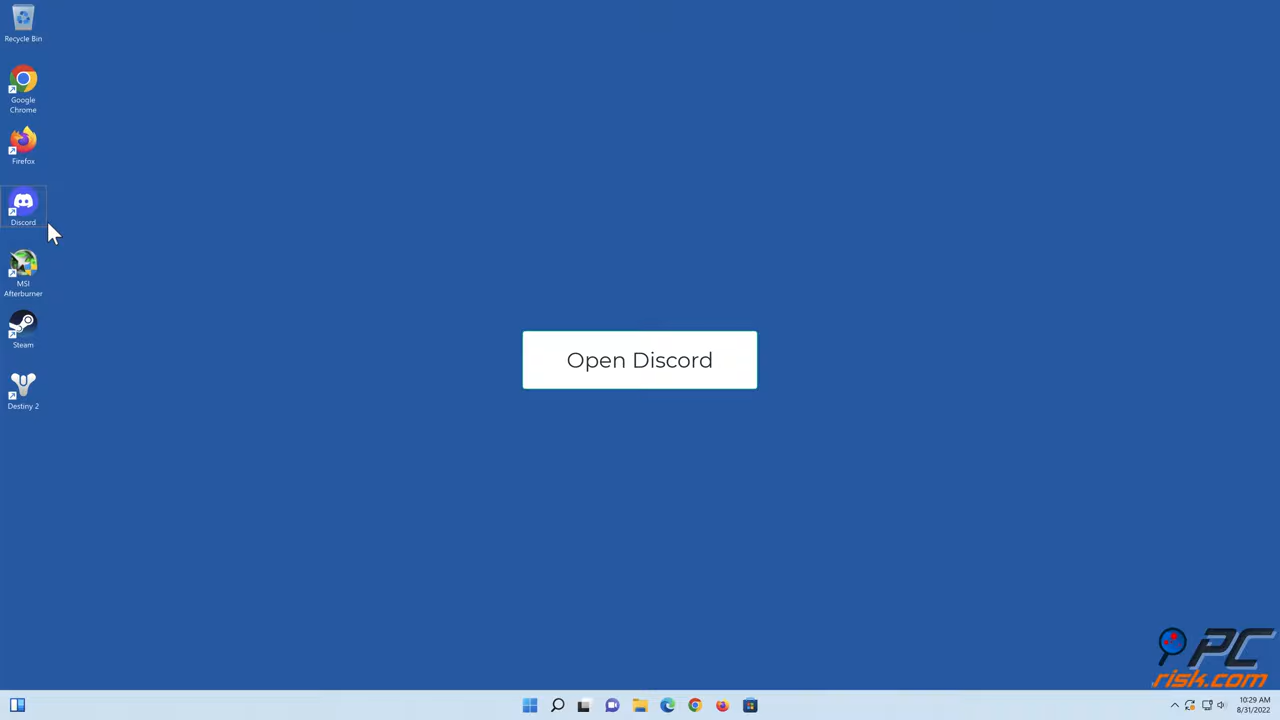 Recycle Bin
Google
Chrome
Firefox
Discord
MSI
Afterburner
Steam
Destiny 2
Open Discord
PC
risk.com
10:29 AM
8/31/2022